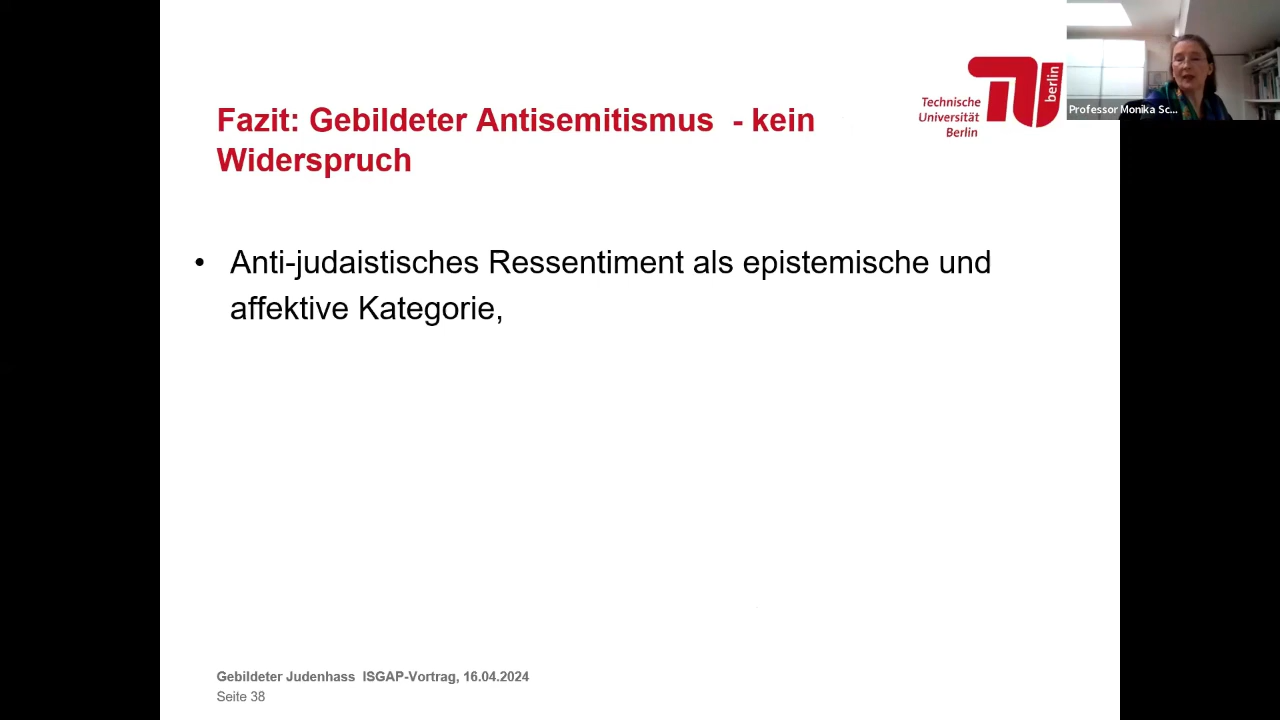 Fazit: Gebildeter Antisemitismus - kein
Widerspruch
Technische
Universität
Berlin
berlin
Professor Monika Sc...
• Anti-judaistisches Ressentiment als epistemische und
affektive Kategorie,
Gebildeter Judenhass ISGAP-Vortrag, 16.04.2024
Seite 38